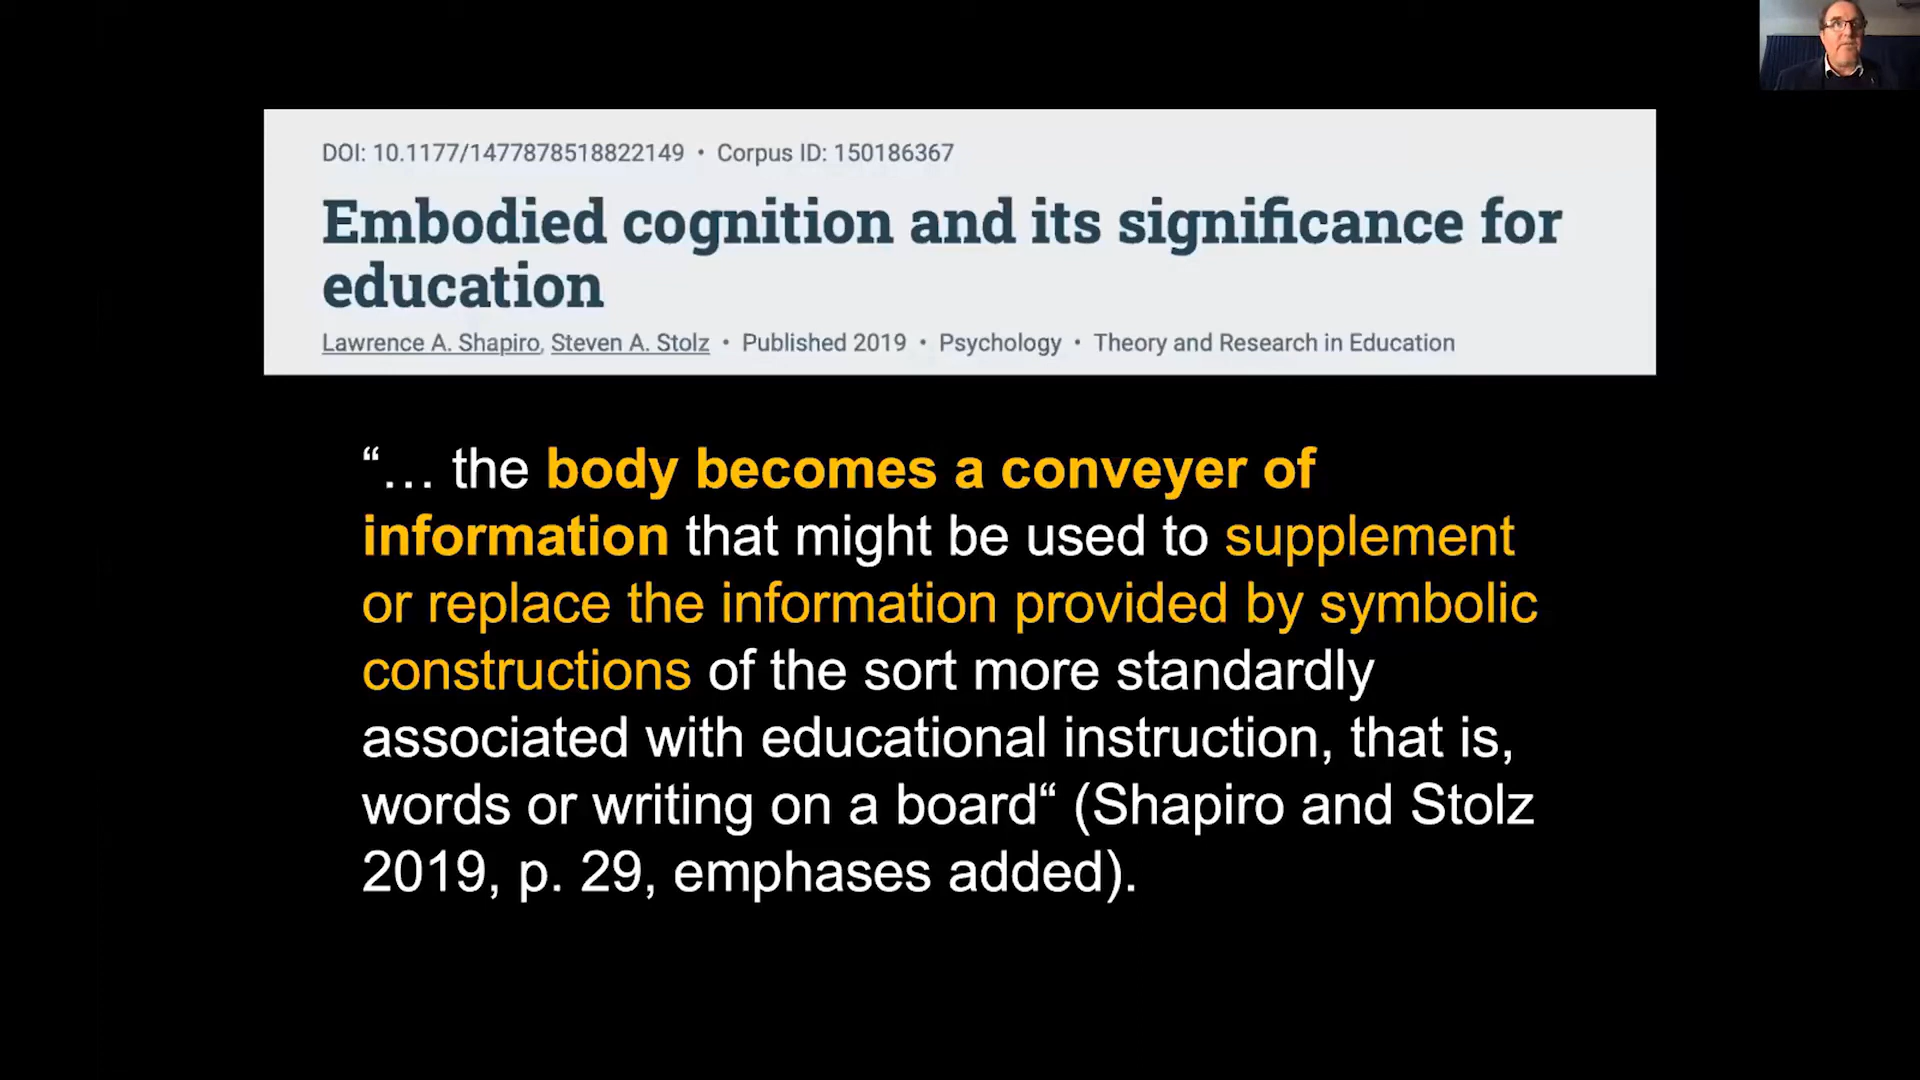 DOI: 10.1177/1477878518822149 • Corpus ID: 150186367
Embodied cognition and its significance for
education
Lawrence A. Shapiro, Steven A. Stolz • Published 2019 • Psychology • Theory and Research in Education
“… the body becomes a conveyer of
information that might be used to supplement
or replace the information provided by symbolic
constructions of the sort more standardly
associated with educational instruction, that is,
words or writing on a board“ (Shapiro and Stolz
2019, p. 29, emphases added).